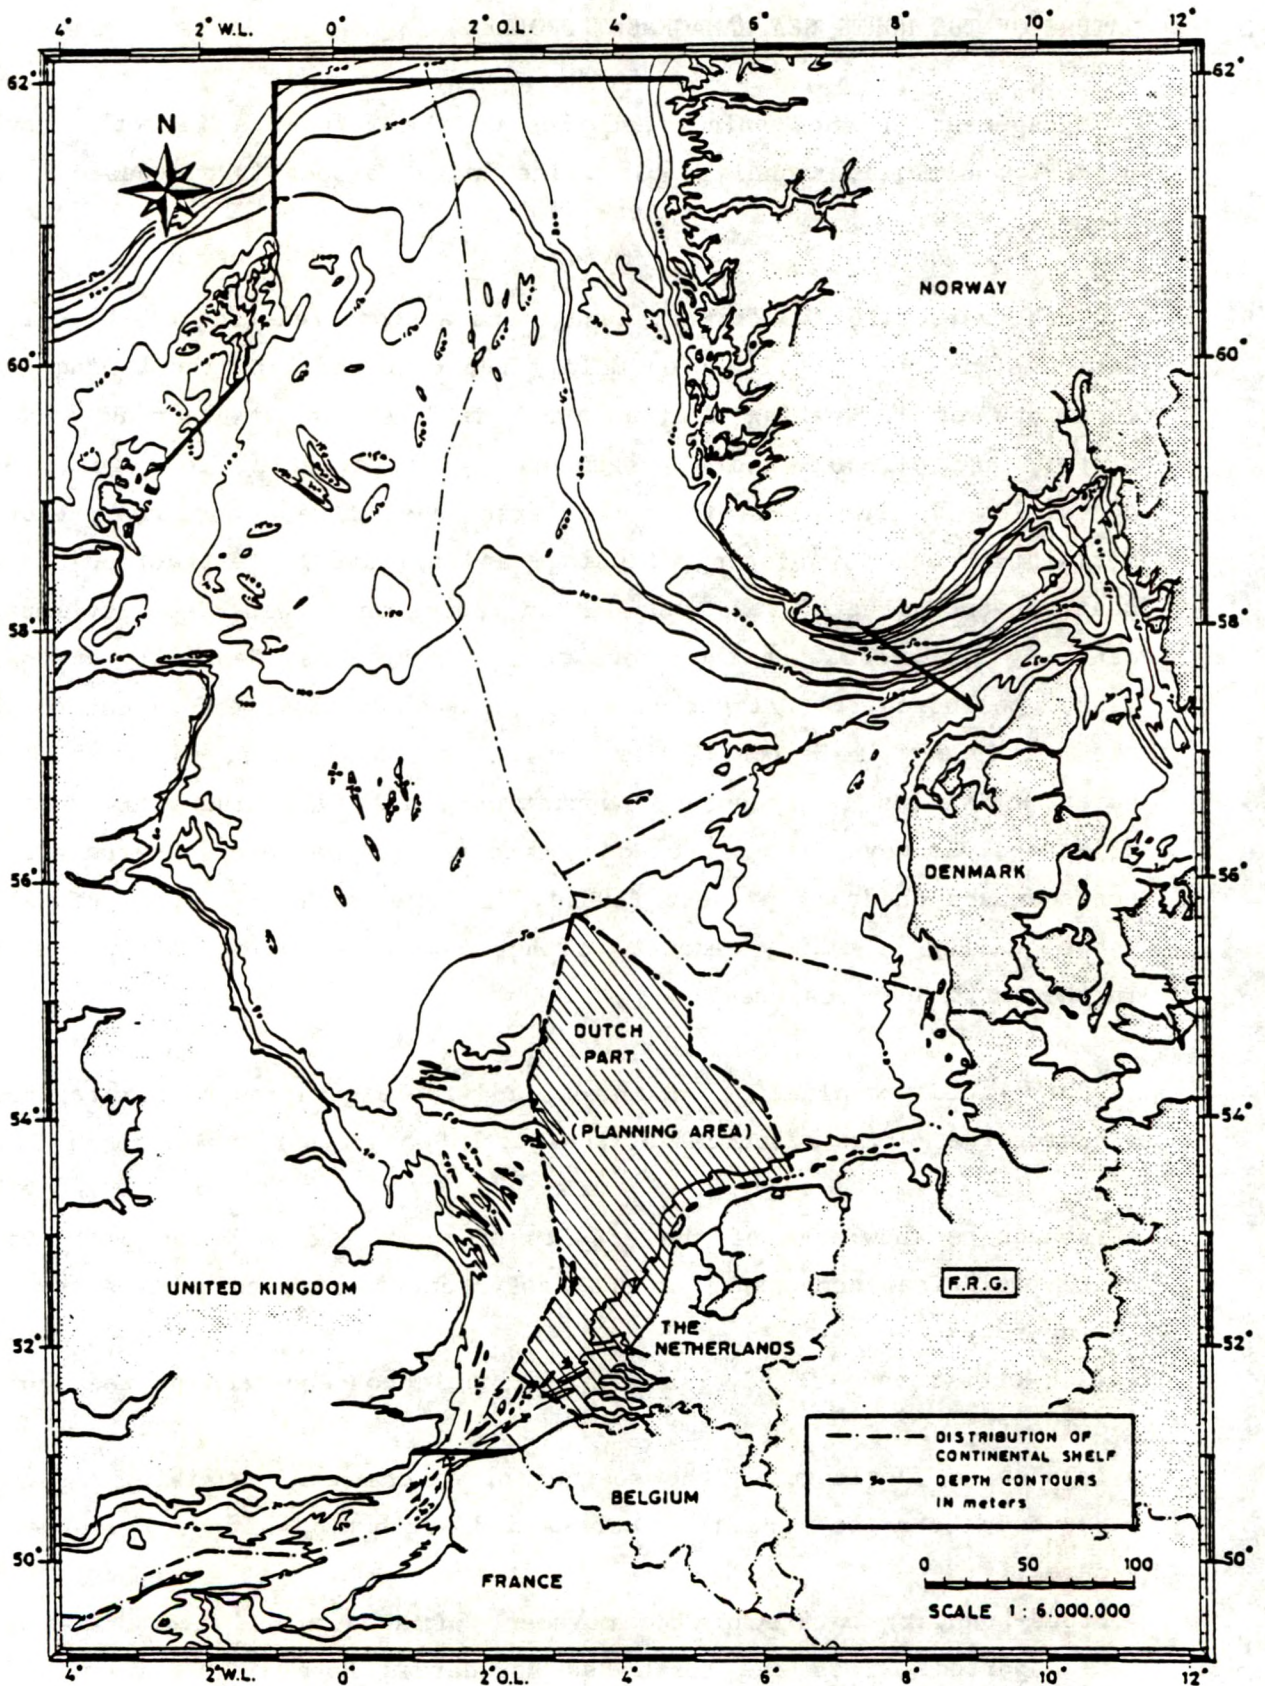 4° 2° W.L. 0° 2° O.L. 4° 6° 8° 10° 12°
62° 62°
N
NORWAY
60° 60°
58° 58°
DENMARK
56° 56°
DUTCH
PART
54° 54°
(PLANNING AREA)
UNITED KINGDOM
F.R.G.
THE
NETHERLANDS
52° 52°
DISTRIBUTION OF
CONTINENTAL SHELF
50 DEPTH CONTOURS
IN meters
BELGIUM
50° 50°
0 50 100
FRANCE
SCALE 1:6.000.000
4° 2° W.L. 0° 2° O.L. 4° 6° 8° 10° 12°